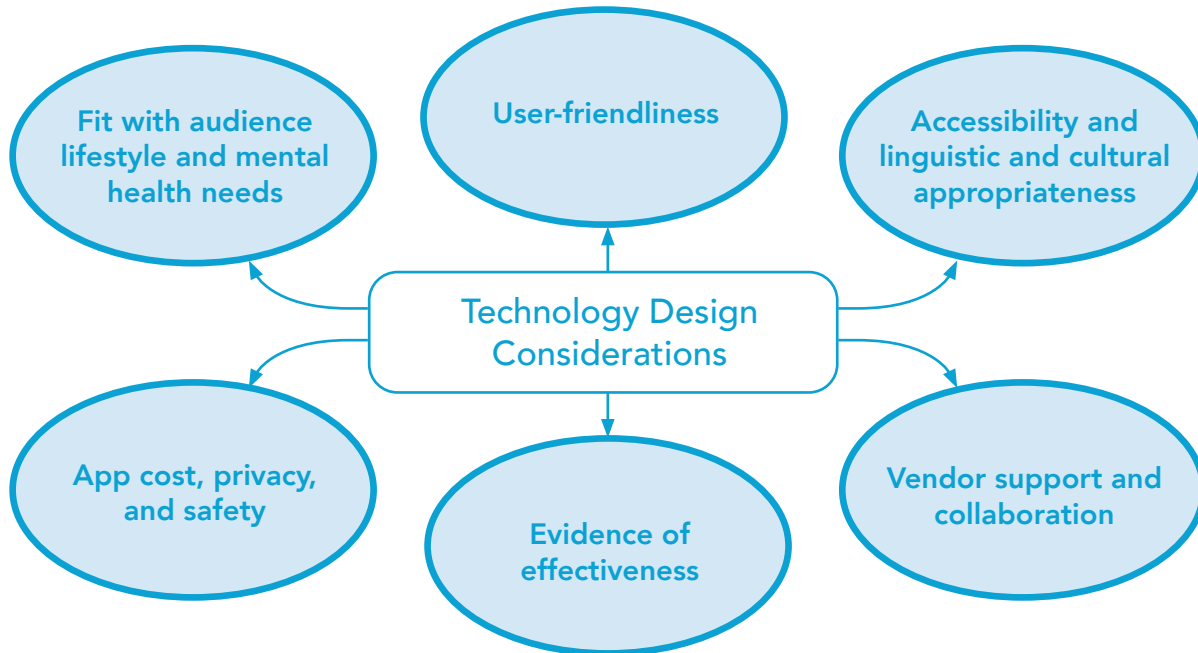 Fit with audience
lifestyle and mental
health needs
User-friendliness
Accessibility and
linguistic and cultural
appropriateness
Technology Design
Considerations
App cost, privacy,
and safety
Evidence of
effectiveness
Vendor support and
collaboration